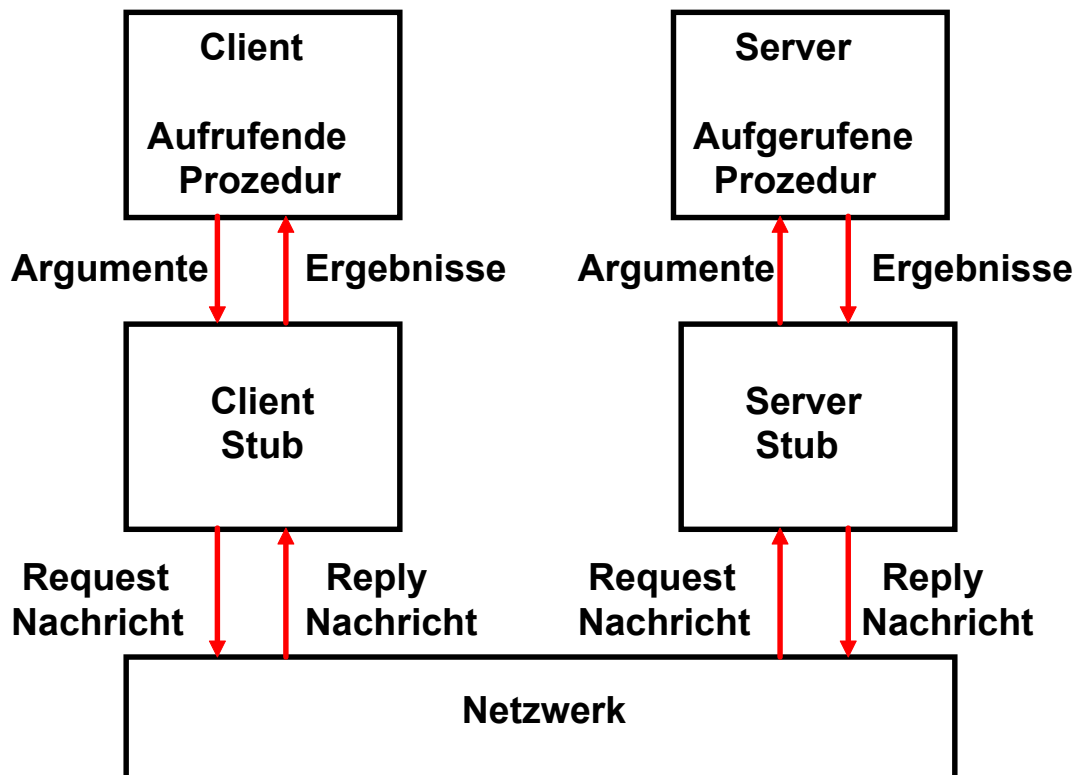 Client
Aufrufende
Prozedur
Server
Aufgerufene
Prozedur
Argumente
Ergebnisse
Argumente
Ergebnisse
Client
Stub
Server
Stub
Request
Nachricht
Reply
Nachricht
Request
Nachricht
Reply
Nachricht
Netzwerk